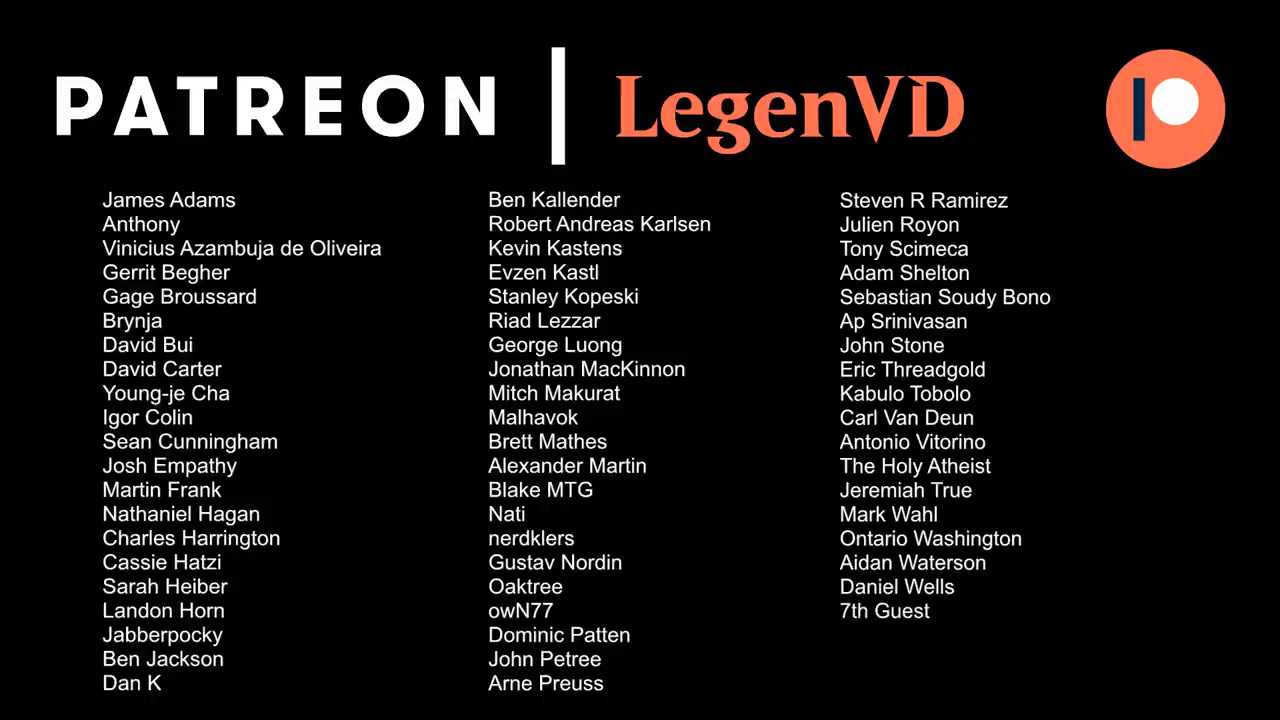 PATREON | LegenVD
James Adams
Anthony
Vinicius Azambuja de Oliveira
Gerrit Begher
Gage Broussard
Brynja
David Bui
David Carter
Young-je Cha
Igor Colin
Sean Cunningham
Josh Empathy
Martin Frank
Nathaniel Hagan
Charles Harrington
Cassie Hatzi
Sarah Heiber
Landon Horn
Jabberpocky
Ben Jackson
Dan K
Ben Kallender
Robert Andreas Karlsen
Kevin Kastens
Evzen Kastl
Stanley Kopeski
Riad Lezzar
George Luong
Jonathan MacKinnon
Mitch Makurat
Malhavok
Brett Mathes
Alexander Martin
Blake MTG
Nati
nerdklers
Gustav Nordin
Oaktree
owN77
Dominic Patten
John Petree
Arne Preuss
Steven R Ramirez
Julien Royon
Tony Scimeca
Adam Shelton
Sebastian Soudy Bono
Ap Srinivasan
John Stone
Eric Threadgold
Kabulo Tobolo
Carl Van Deun
Antonio Vitorino
The Holy Atheist
Jeremiah True
Mark Wahl
Ontario Washington
Aidan Waterson
Daniel Wells
7th Guest